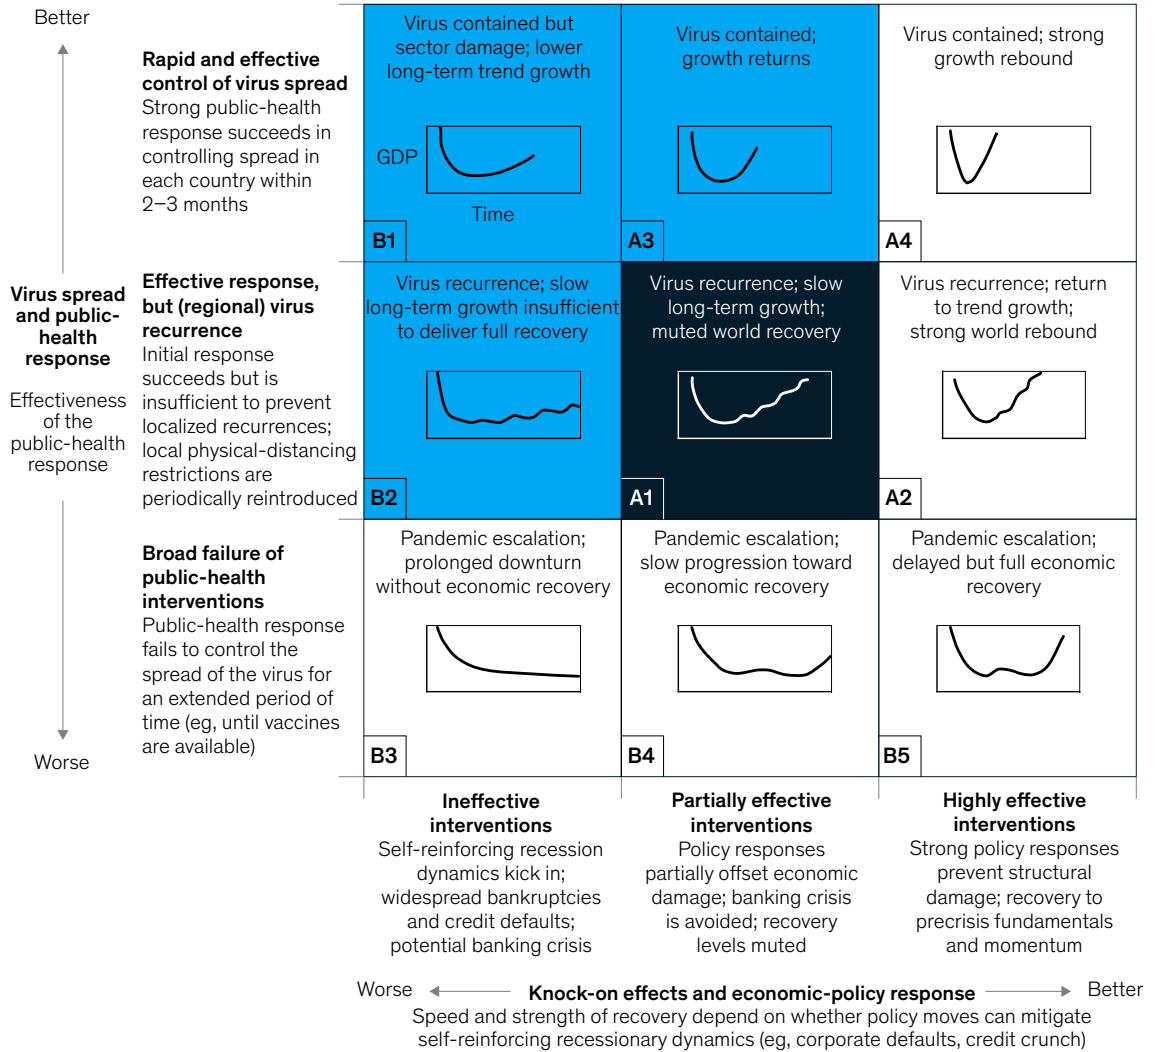 Better
Rapid and effective
control of virus spread
Strong public-health
response succeeds in
controlling spread in
each country within
2–3 months
Virus contained but
sector damage; lower
long-term trend growth
GDP
Time
B1
Virus contained;
growth returns
A3
Virus contained; strong
growth rebound
A4
Virus spread
and public-
health
response
Effectiveness
of the
public-health
response
Effective response,
but (regional) virus
recurrence
Initial response
succeeds but is
insufficient to prevent
localized recurrences;
local physical-distancing
restrictions are
periodically reintroduced
Virus recurrence; slow
long-term growth insufficient
to deliver full recovery
B2
Virus recurrence; slow
long-term growth;
muted world recovery
A1
Virus recurrence; return
to trend growth;
strong world rebound
A2
Broad failure of
public-health
interventions
Public-health response
fails to control the
spread of the virus for
an extended period of
time (eg, until vaccines
are available)
Worse
Pandemic escalation;
prolonged downturn
without economic recovery
B3
Pandemic escalation;
slow progression toward
economic recovery
B4
Pandemic escalation;
delayed but full economic
recovery
B5
Ineffective
interventions
Self-reinforcing recession
dynamics kick in;
widespread bankruptcies
and credit defaults;
potential banking crisis
Partially effective
interventions
Policy responses
partially offset economic
damage; banking crisis
is avoided; recovery
levels muted
Highly effective
interventions
Strong policy responses
prevent structural
damage; recovery to
precrisis fundamentals
and momentum
Worse
Knock-on effects and economic-policy response
Better
Speed and strength of recovery depend on whether policy moves can mitigate
self-reinforcing recessionary dynamics (eg, corporate defaults, credit crunch)